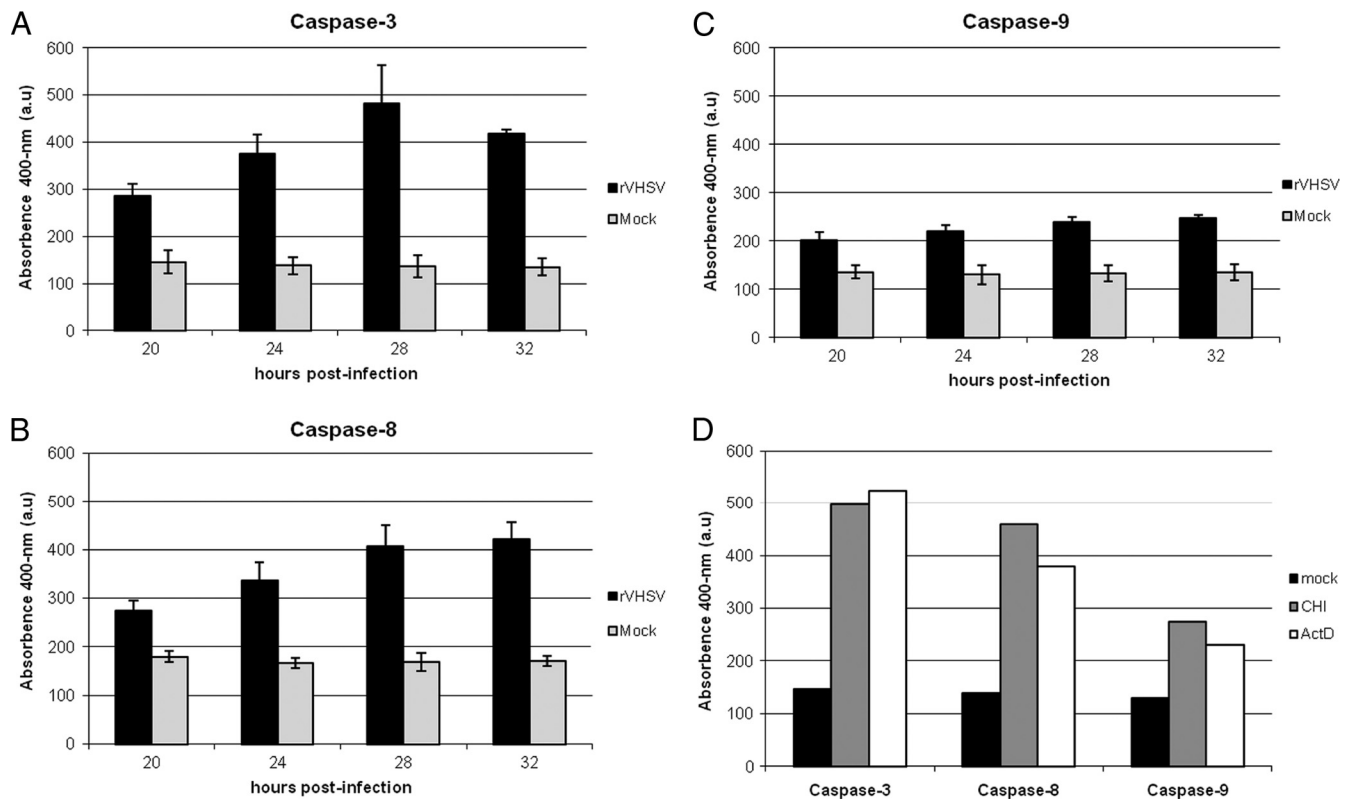 A
Caspase-3
Absorbence 400-nm (a.u)
600
500
400
300
200
100
0
20 24 28 32
hours post-infection
rVHSV
Mock
B
Caspase-8
Absorbence 400-nm (a.u)
600
500
400
300
200
100
0
20 24 28 32
hours post-infection
rVHSV
Mock
C
Caspase-9
Absorbence 400-nm (a.u)
600
500
400
300
200
100
0
20 24 28 32
hours post-infection
rVHSV
Mock
D
Absorbence 400-nm (a.u)
600
500
400
300
200
100
0
Caspase-3 Caspase-8 Caspase-9
mock
CHI
ActD